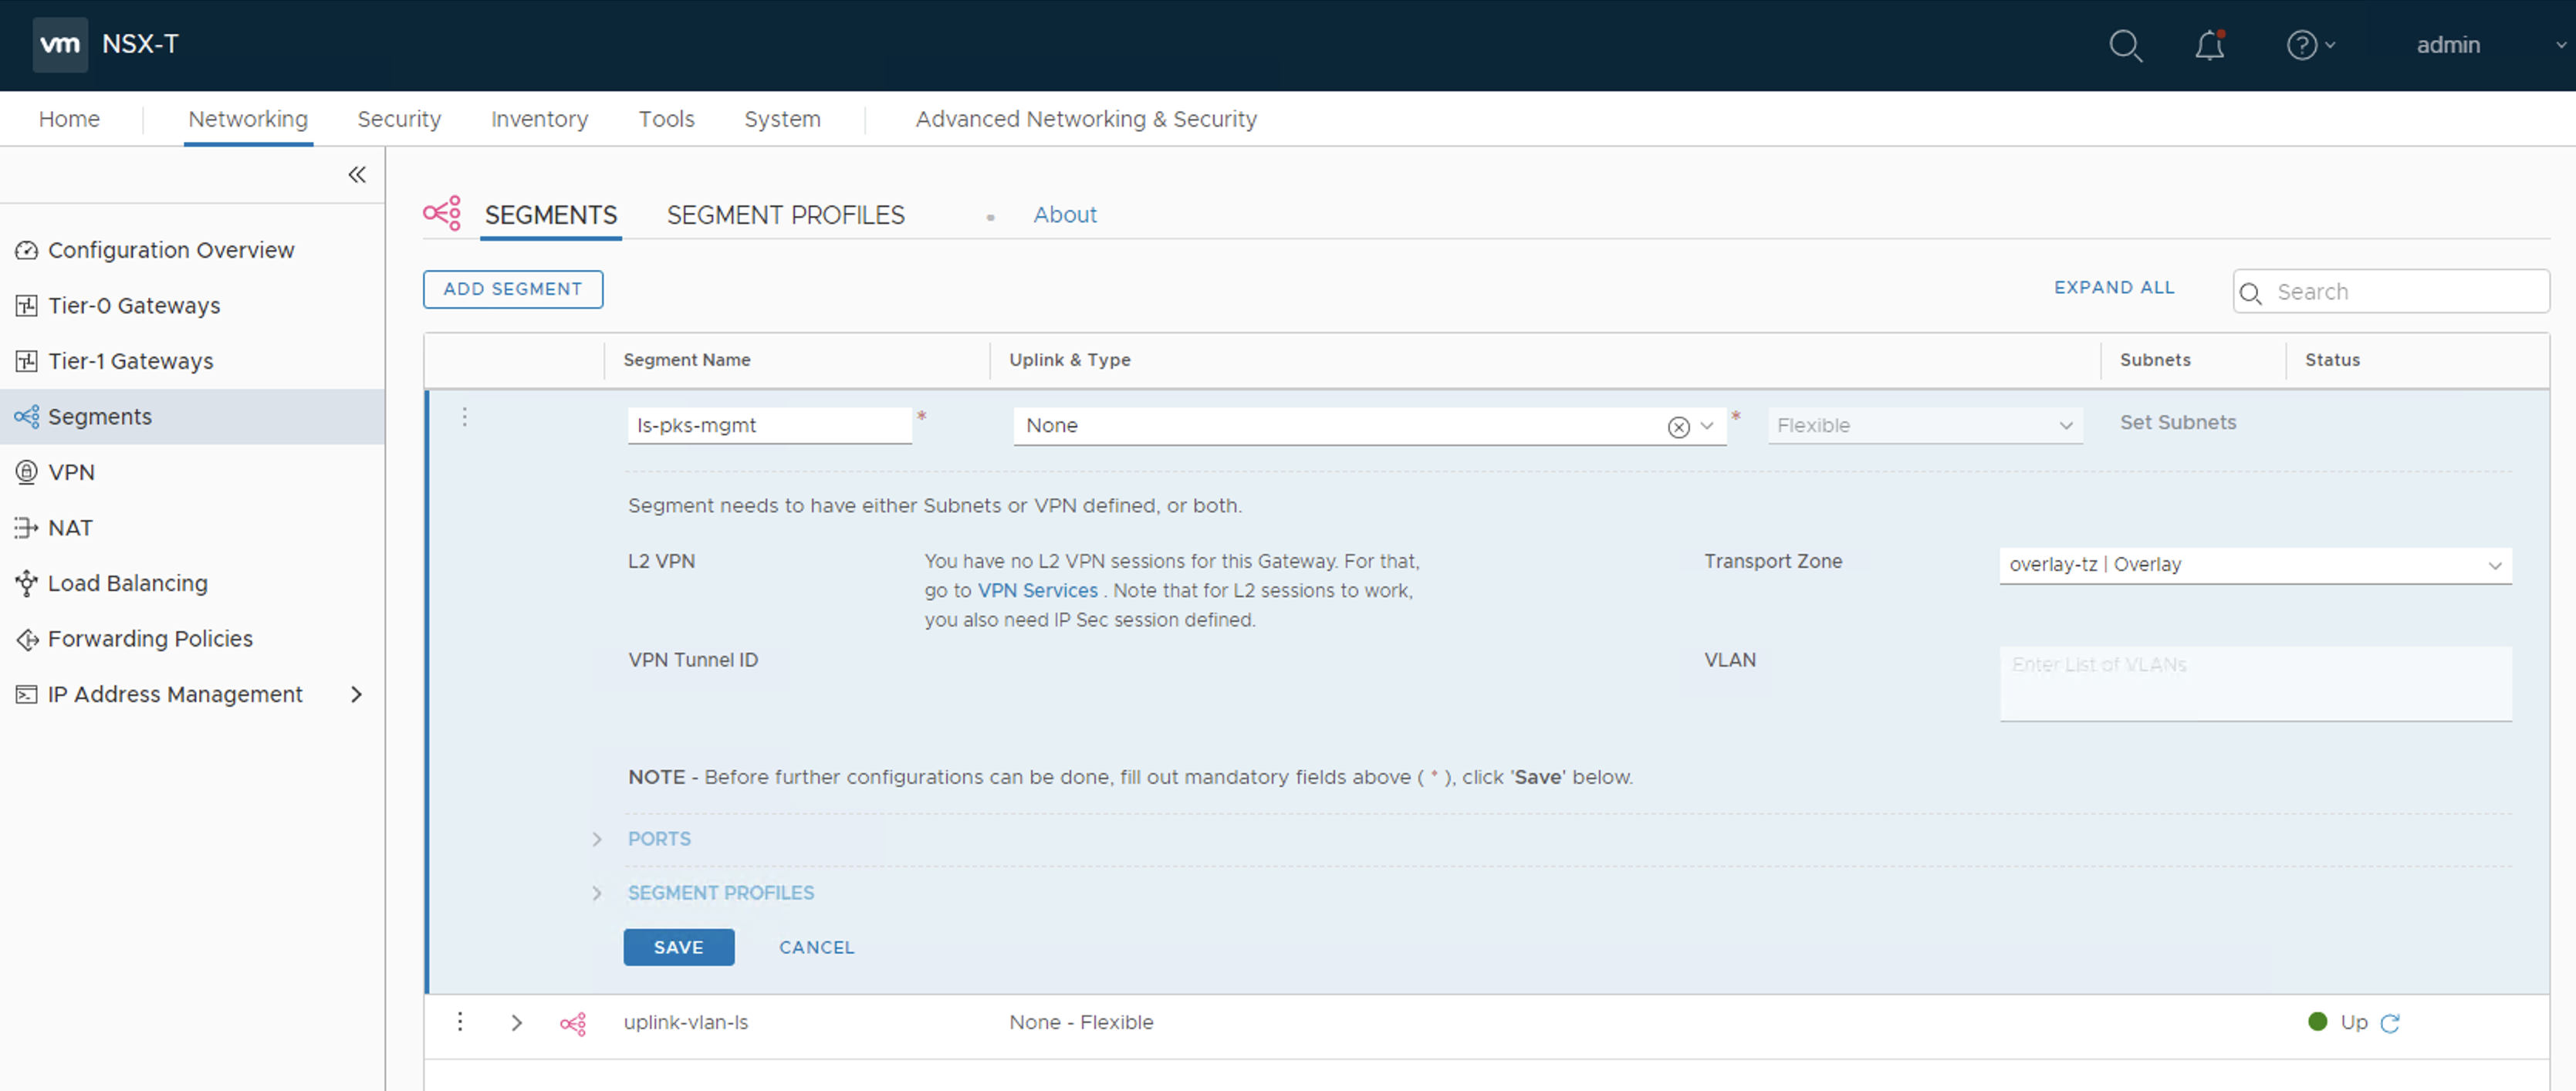 vm NSX-T
admin
Home Networking Security Inventory Tools System Advanced Networking & Security
SEGMENTS SEGMENT PROFILES About
Configuration Overview
Tier-0 Gateways
Tier-1 Gateways
Segments
VPN
NAT
Load Balancing
Forwarding Policies
IP Address Management
ADD SEGMENT EXPAND ALL Search
Segment Name Uplink & Type Subnets Status
ls-pks-mgmt * None * Flexible Set Subnets
Segment needs to have either Subnets or VPN defined, or both.
L2 VPN You have no L2 VPN sessions for this Gateway. For that,
go to VPN Services . Note that for L2 sessions to work,
you also need IP Sec session defined.
Transport Zone overlay-tz | Overlay
VPN Tunnel ID
VLAN Enter List of VLANs
NOTE - Before further configurations can be done, fill out mandatory fields above ( * ), click 'Save' below.
PORTS
SEGMENT PROFILES
SAVE CANCEL
uplink-vlan-ls None - Flexible Up